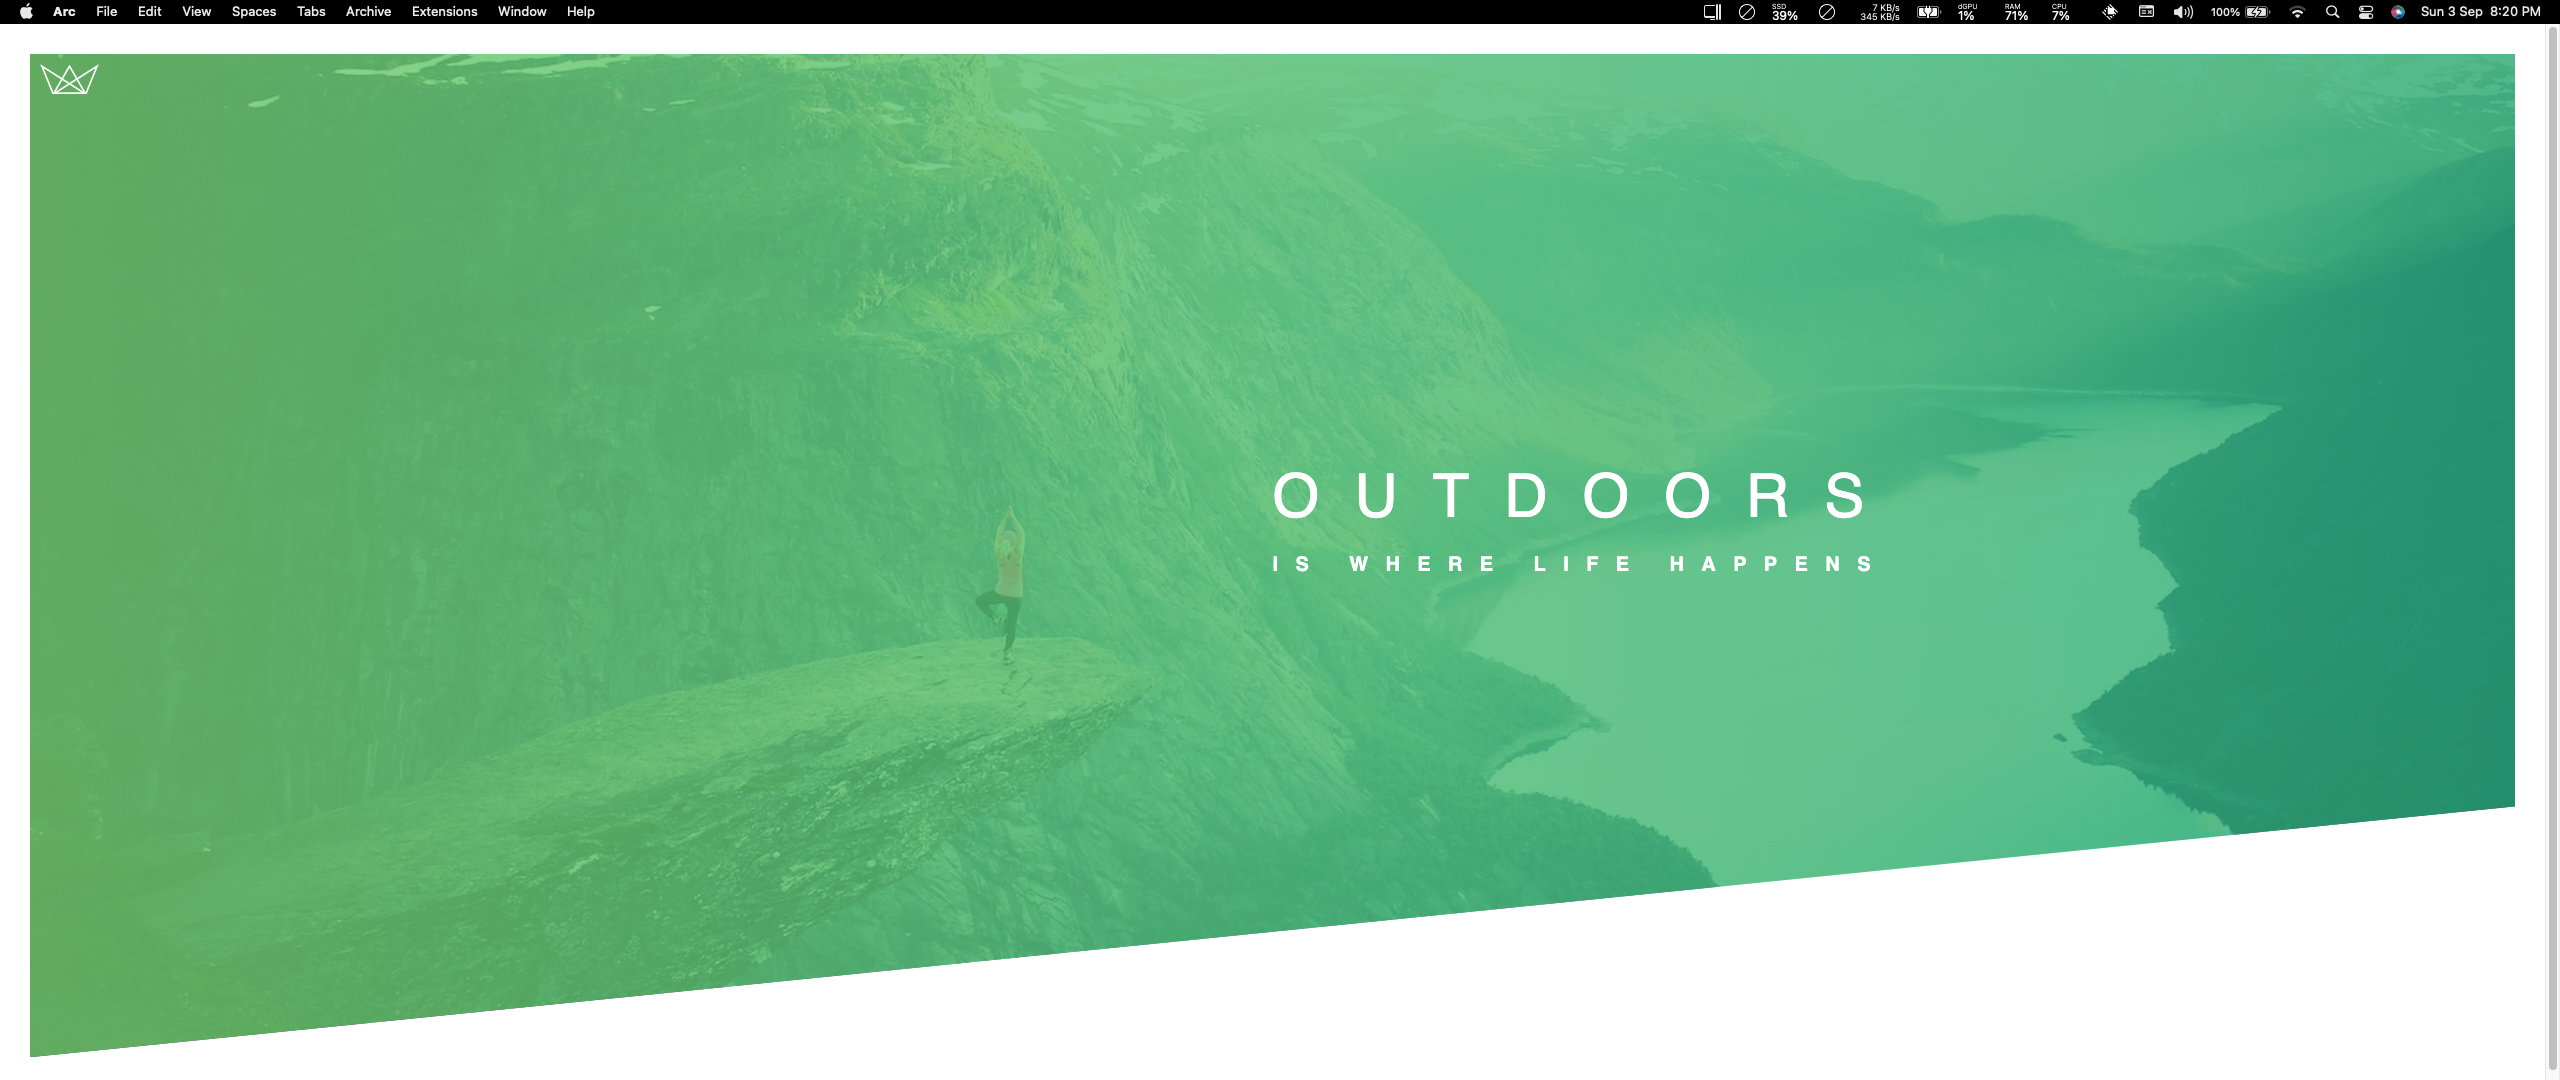 Arc File Edit View Spaces Tabs Archive Extensions Window Help
SSD 39% 7 KB/s 345 KB/s dGPU 1% RAM 71% CPU 7% 100% Sun 3 Sep 8:20 PM
OUTDOORS
IS WHERE LIFE HAPPENS